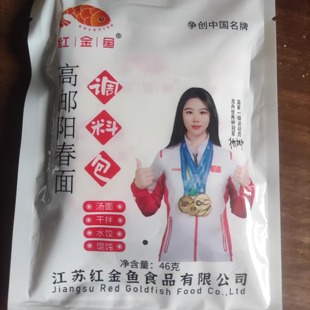 争创中国名牌
GOLDFISH
红金鱼®
高邮阳春面
调料包
汤面
干拌
水饺
馄饨
净含量：46克
江苏红金鱼食品有限公司
Jiangsu Red Goldfish Food Co.,Ltd